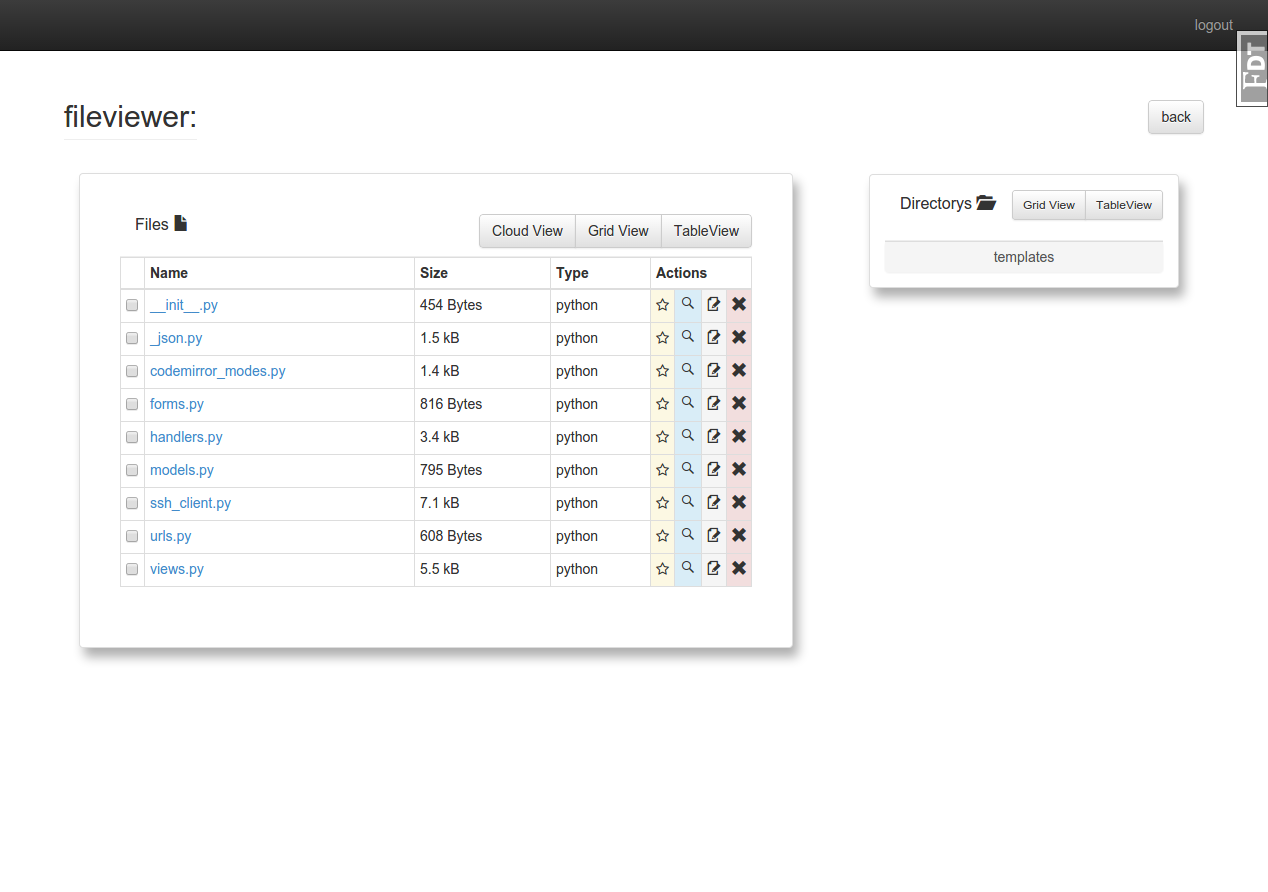 logout
FDT
fileviewer:
back
Files
Cloud View Grid View TableView
Name Size Type Actions
__init__.py 454 Bytes python
_json.py 1.5 kB python
codemirror_modes.py 1.4 kB python
forms.py 816 Bytes python
handlers.py 3.4 kB python
models.py 795 Bytes python
ssh_client.py 7.1 kB python
urls.py 608 Bytes python
views.py 5.5 kB python
Directorys Grid View TableView
templates